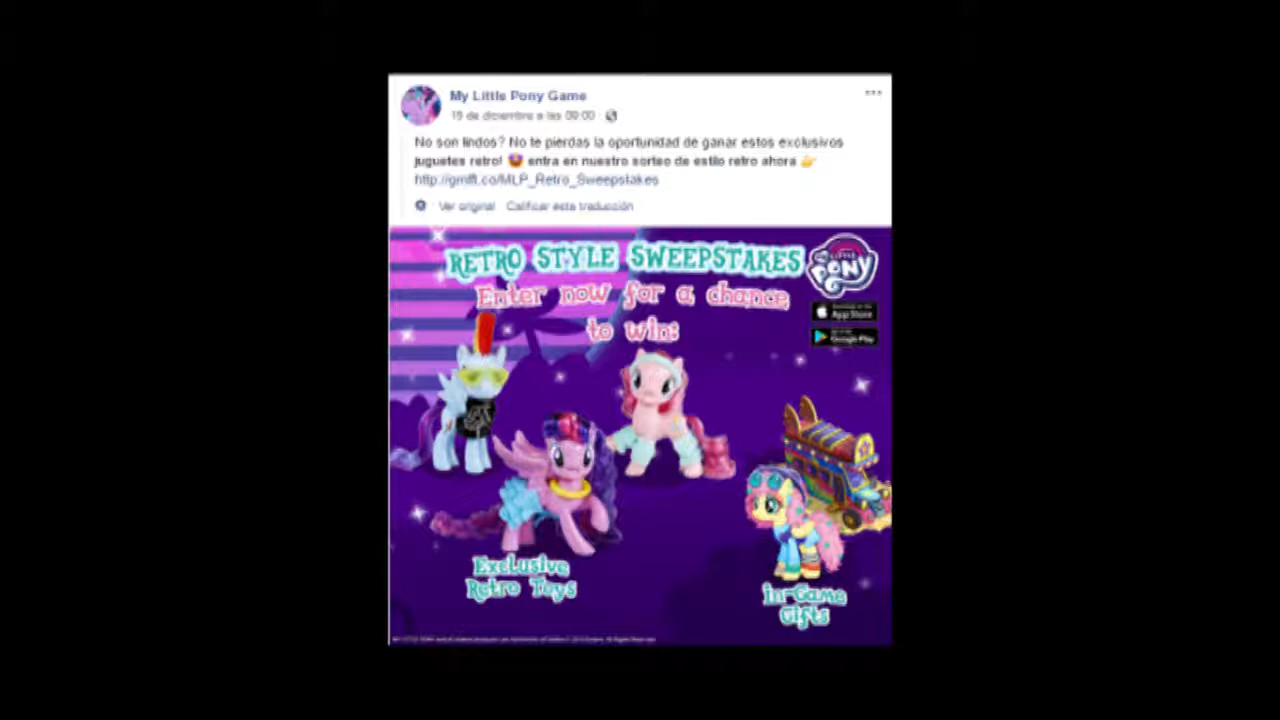 My Little Pony Game
19 de diciembre a las 09:00
No son lindos? No te pierdas la oportunidad de ganar estos exclusivos
juguetes retro! 😍 entra en nuestro sorteo de estilo retro ahora 👉
http://gmlft.co/MLP_Retro_Sweepstakes
Ver original Calificar esta traducción
RETRO STYLE SWEEPSTAKES
Enter now for a chance
to win:
MY LITTLE PONY
App Store
Google Play
Exclusive
Retro Toys
in-Game
Gifts